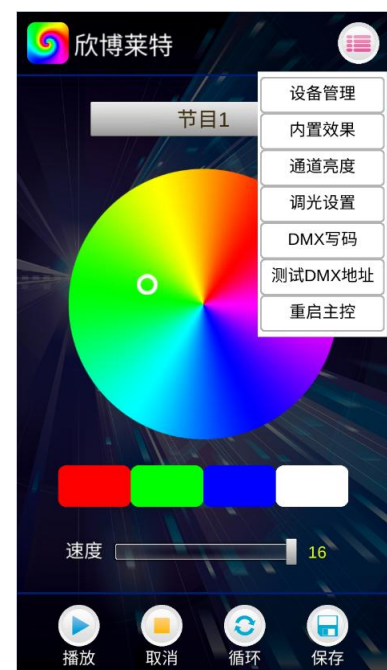 欣博莱特
设备管理
节目1
内置效果
通道亮度
调光设置
DMX写码
测试DMX地址
重启主控
速度 16
播放 取消 循环 保存